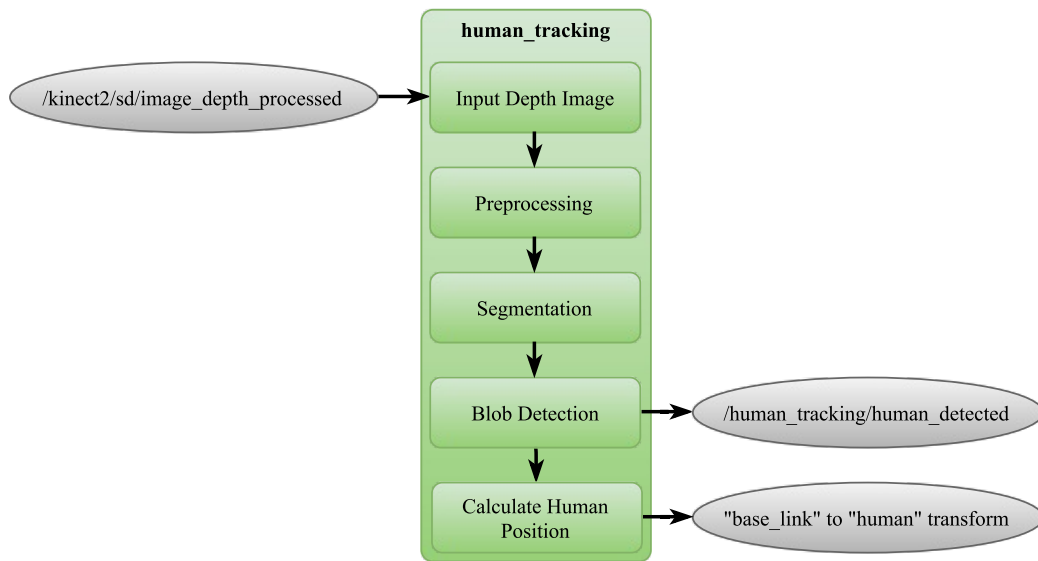 human_tracking
/kinect2/sd/image_depth_processed
Input Depth Image
Preprocessing
Segmentation
Blob Detection
/human_tracking/human_detected
Calculate Human
Position
"base_link" to "human" transform